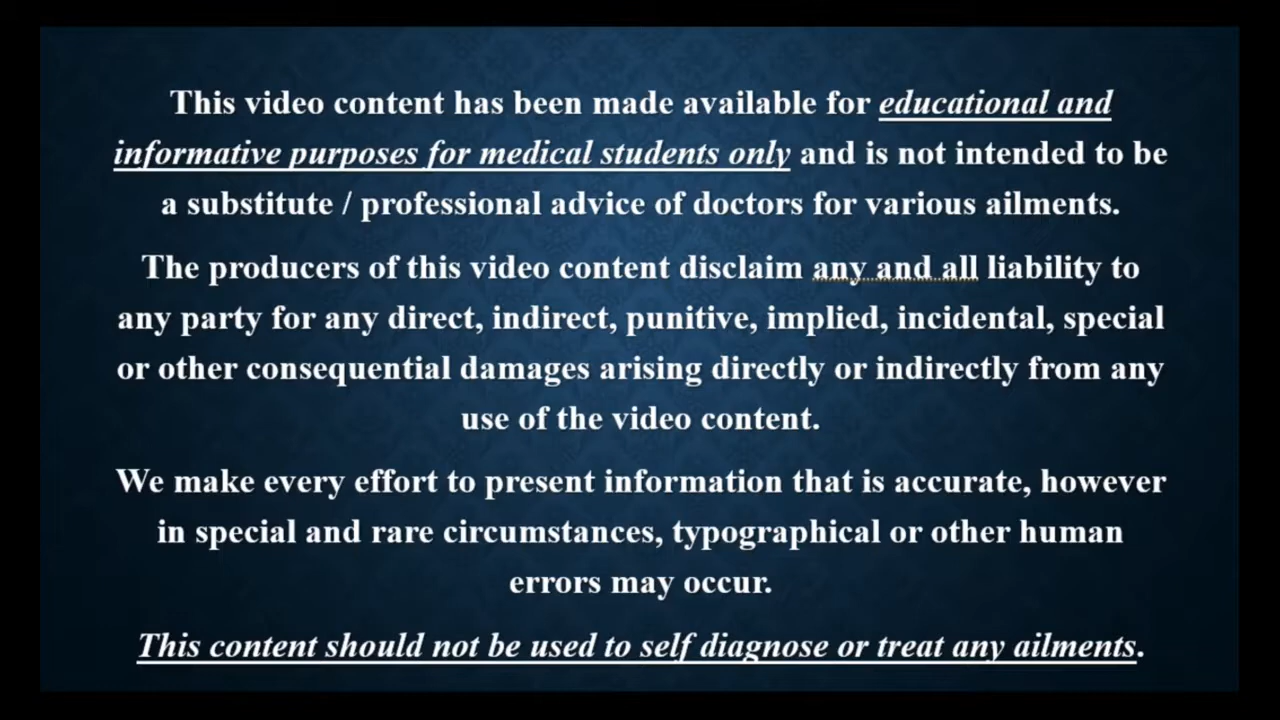 This video content has been made available for educational and
informative purposes for medical students only and is not intended to be
a substitute / professional advice of doctors for various ailments.
The producers of this video content disclaim any and all liability to
any party for any direct, indirect, punitive, implied, incidental, special
or other consequential damages arising directly or indirectly from any
use of the video content.
We make every effort to present information that is accurate, however
in special and rare circumstances, typographical or other human
errors may occur.
This content should not be used to self diagnose or treat any ailments.